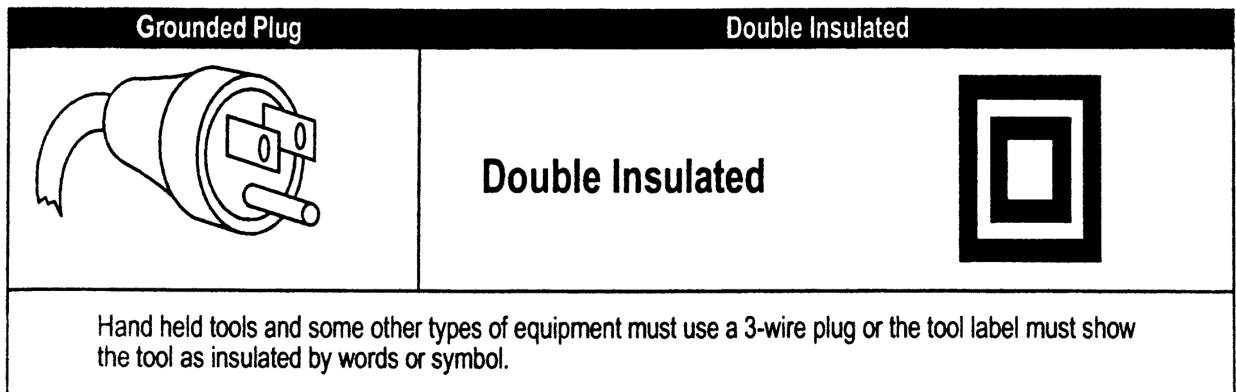 Grounded Plug
Double Insulated
Double Insulated
Hand held tools and some other types of equipment must use a 3-wire plug or the tool label must show
the tool as insulated by words or symbol.